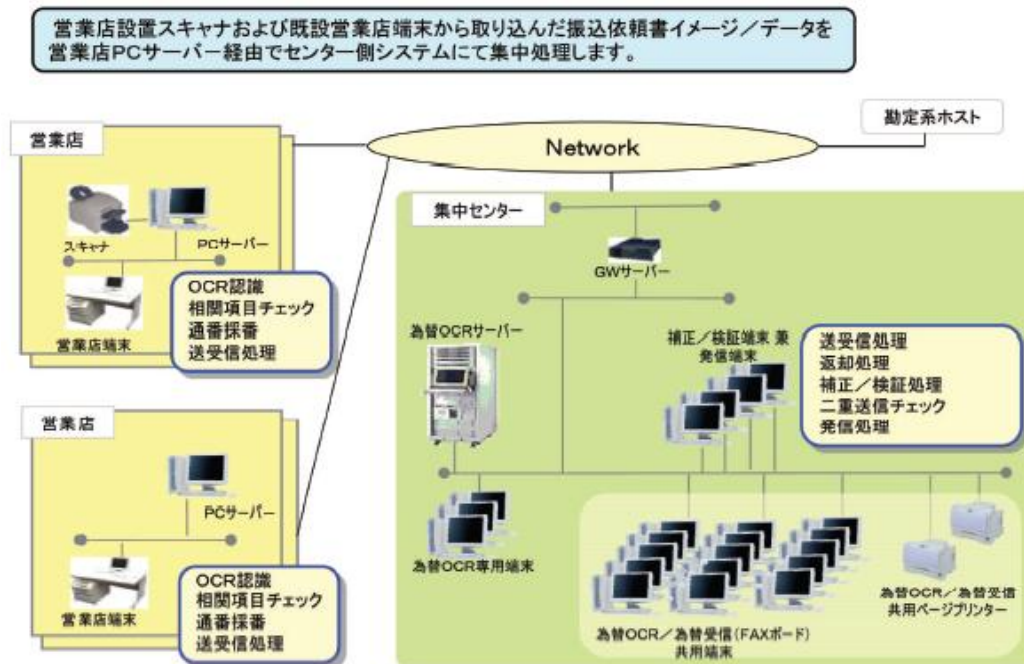 営業店設置スキャナおよび既設営業店端末から取り込んだ振込依頼書イメージ／データを
営業店PCサーバー経由でセンター側システムにて集中処理します。
勘定系ホスト
営業店
Network
集中センター
スキャナ
PCサーバー
GWサーバー
OCR認識
相関項目チェック
通番採番
送受信処理
営業店端末
為替OCRサーバー
補正／検証端末 兼
発信端末
送受信処理
返却処理
補正／検証処理
二重送信チェック
発信処理
営業店
PCサーバー
営業店端末
OCR認識
相関項目チェック
通番採番
送受信処理
為替OCR専用端末
為替OCR／為替受信(FAXボード)
共用端末
為替OCR／為替受信
共用ページプリンター